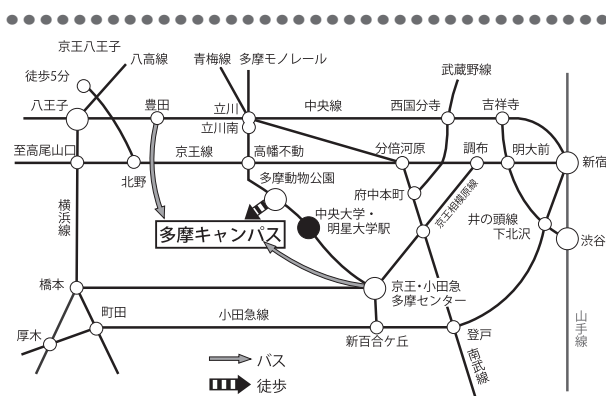 京王八王子
徒歩5分
八高線
青梅線
多摩モノレール
武蔵野線
八王子
豊田
立川
立川南
中央線
西国分寺
吉祥寺
至高尾山口
北野
京王線
高幡不動
分倍河原
調布
明大前
新宿
多摩動物公園
府中本町
京王相模原線
横浜線
多摩キャンパス
中央大学・
明星大学駅
井の頭線
下北沢
渋谷
橋本
京王・小田急
多摩センター
町田
小田急線
厚木
新百合ケ丘
登戸
南武線
山手線
バス
徒歩